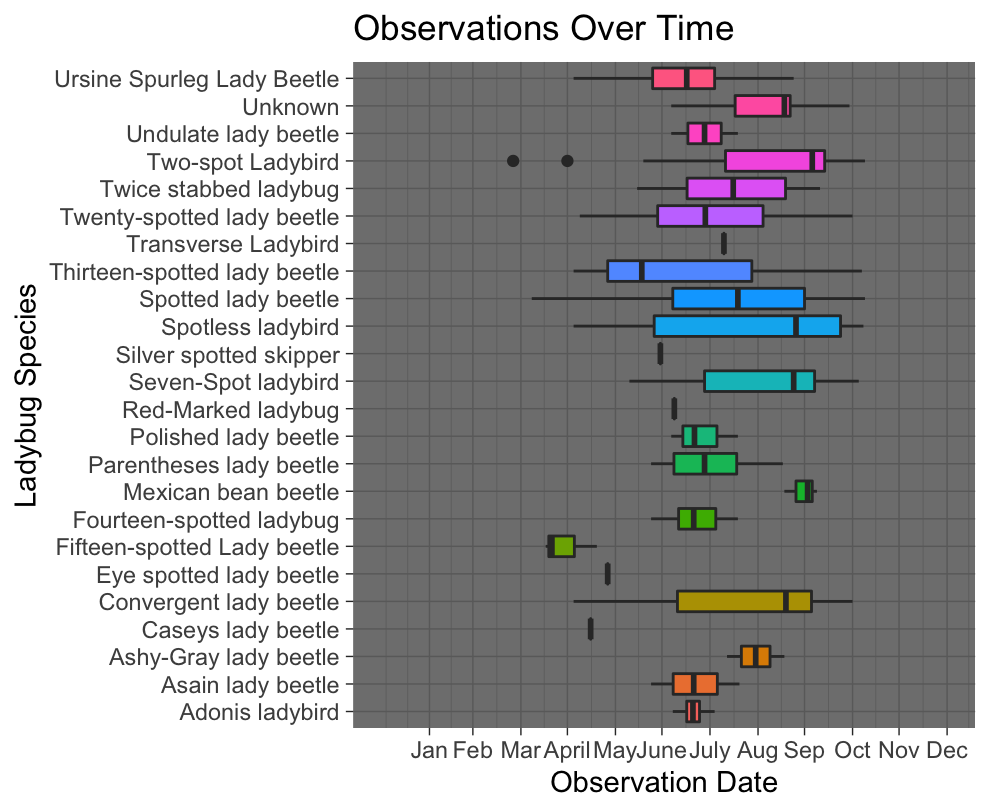 Observations Over Time
Ladybug Species
Ursine Spurleg Lady Beetle
Unknown
Undulate lady beetle
Two-spot Ladybird
Twice stabbed ladybug
Twenty-spotted lady beetle
Transverse Ladybird
Thirteen-spotted lady beetle
Spotted lady beetle
Spotless ladybird
Silver spotted skipper
Seven-Spot ladybird
Red-Marked ladybug
Polished lady beetle
Parentheses lady beetle
Mexican bean beetle
Fourteen-spotted ladybug
Fifteen-spotted Lady beetle
Eye spotted lady beetle
Convergent lady beetle
Caseys lady beetle
Ashy-Gray lady beetle
Asain lady beetle
Adonis ladybird
Jan Feb Mar April May June July Aug Sep Oct Nov Dec
Observation Date